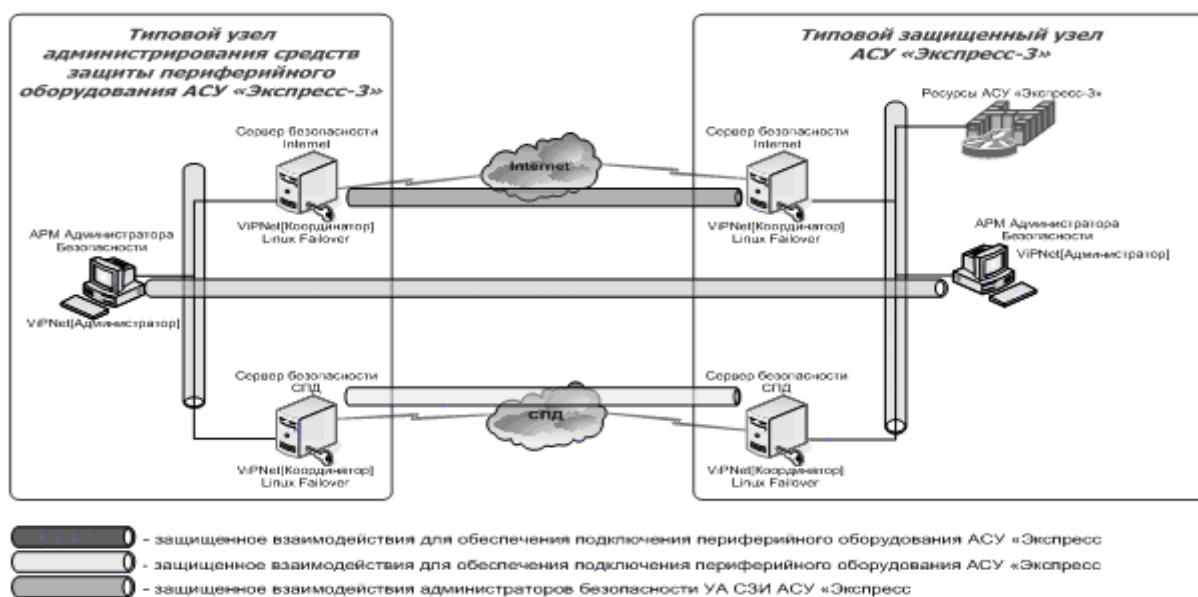 Типовой узел
администрирования средств
защиты периферийного
оборудования АСУ «Экспресс-3»
Типовой защищенный узел
АСУ «Экспресс-3»
Ресурсы АСУ «Экспресс-3»
Сервер безопасности
Internet
Internet
Сервер безопасности
Internet
ViPNet[Координатор]
Linux Failover
ViPNet[Координатор]
Linux Failover
АРМ Администратора
Безопасности
ViPNet[Администратор]
АРМ Администратора
Безопасности
ViPNet[Администратор]
Сервер безопасности
СПД
СПД
Сервер безопасности
СПД
ViPNet[Координатор]
Linux Failover
ViPNet[Координатор]
Linux Failover
- защищенное взаимодействия для обеспечения подключения периферийного оборудования АСУ «Экспресс
- защищенное взаимодействия для обеспечения подключения периферийного оборудования АСУ «Экспресс
- защищенное взаимодействия администраторов безопасности УА СЗИ АСУ «Экспресс